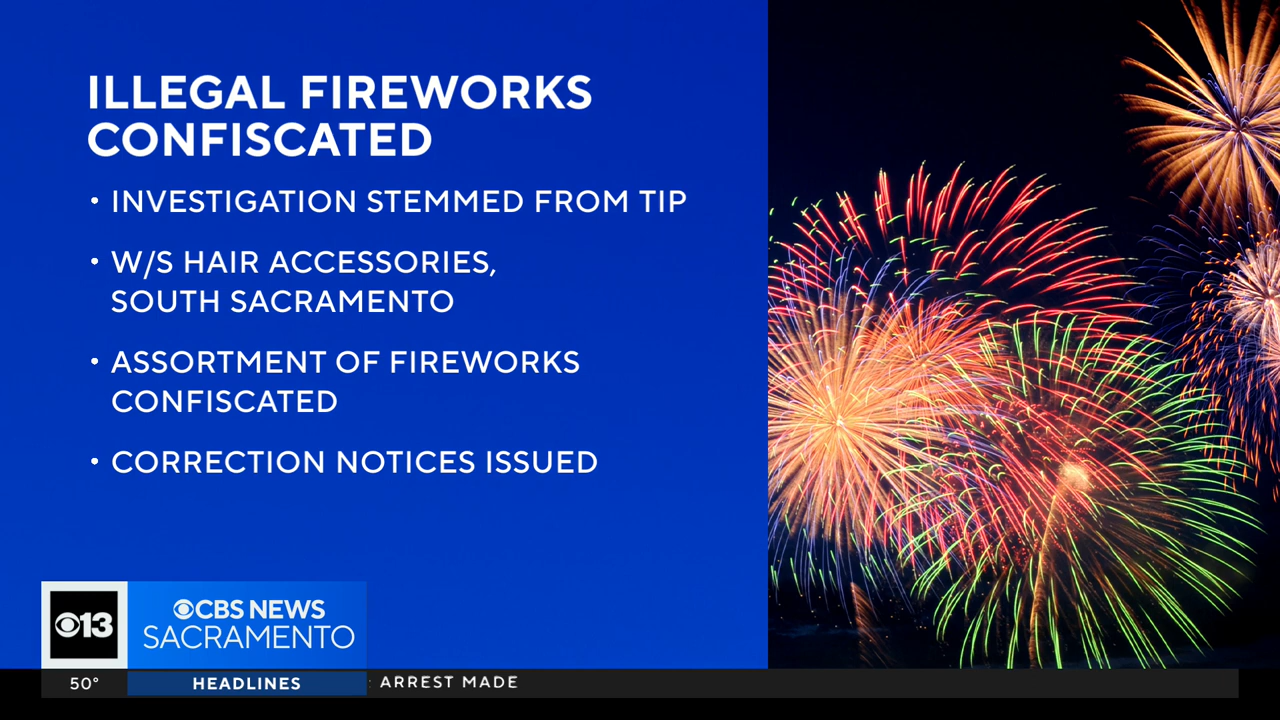 ILLEGAL FIREWORKS
CONFISCATED
• INVESTIGATION STEMMED FROM TIP
• W/S HAIR ACCESSORIES,
SOUTH SACRAMENTO
• ASSORTMENT OF FIREWORKS
CONFISCATED
• CORRECTION NOTICES ISSUED
13
CBS NEWS
SACRAMENTO
50° HEADLINES : ARREST MADE